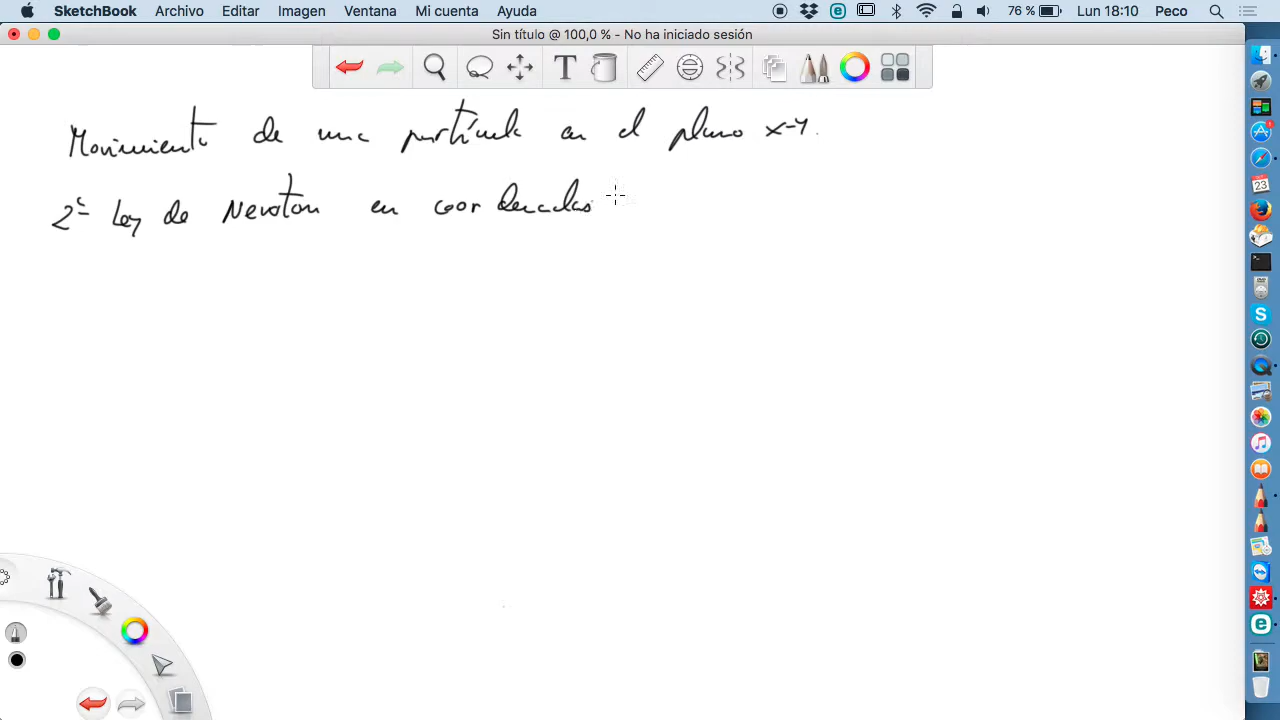 SketchBook Archivo Editar Imagen Ventana Mi cuenta Ayuda 76 % Lun 18:10 Peco
Sin título @ 100,0 % - No ha iniciado sesión
Movimiento de una partícula en el plano x-y.
2ª Ley de Newton en coordenadas